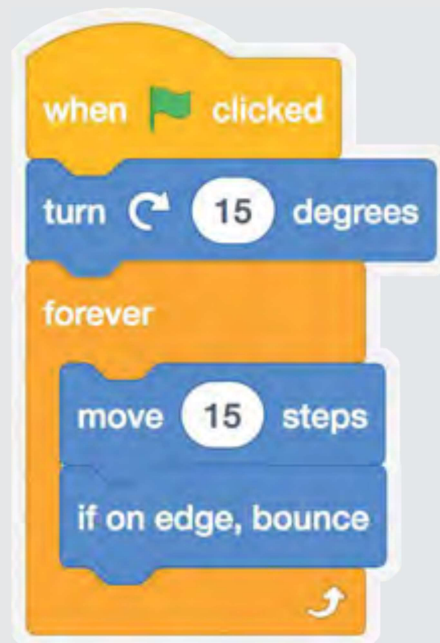 when clicked
turn 15 degrees
forever
move 15 steps
if on edge, bounce